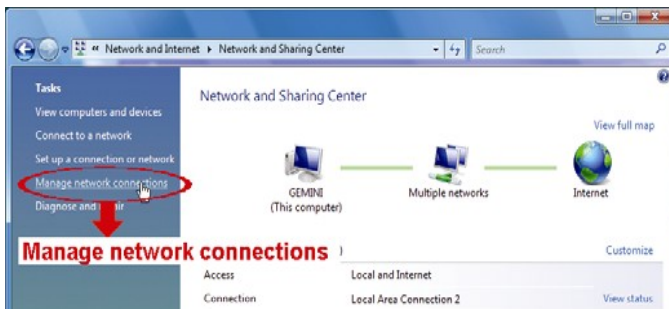 « Network and Internet ▸ Network and Sharing Center
Search
Tasks
View computers and devices
Connect to a network
Set up a connection or network
Manage network connections
Diagnose and
Network and Sharing Center
View full map
GEMINI
(This computer)
Multiple networks
Internet
Manage network connections
)
Customize
Access
Local and Internet
Connection
Local Area Connection 2
View status